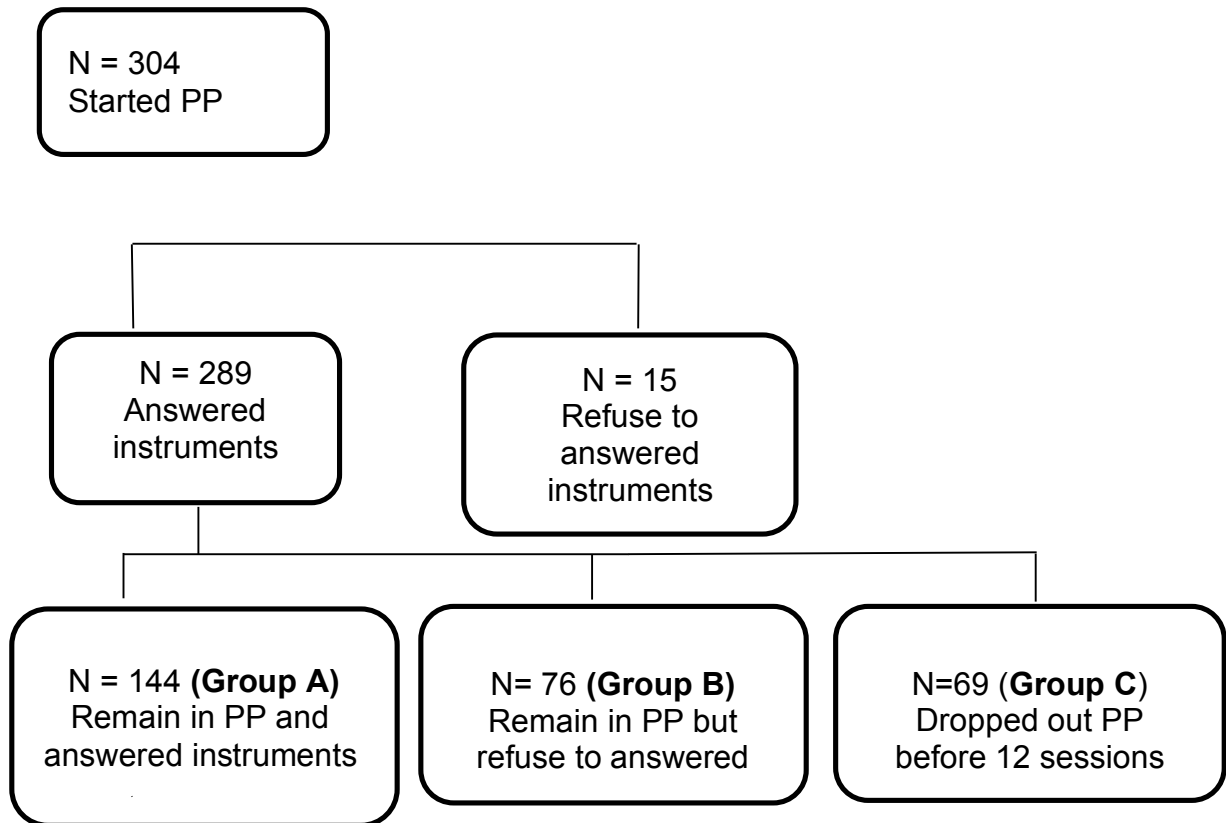 N = 304
Started PP
N = 289
Answered
instruments
N = 15
Refuse to
answered
instruments
N = 144 (Group A)
Remain in PP and
answered instruments
N= 76 (Group B)
Remain in PP but
refuse to answered
N=69 (Group C)
Dropped out PP
before 12 sessions